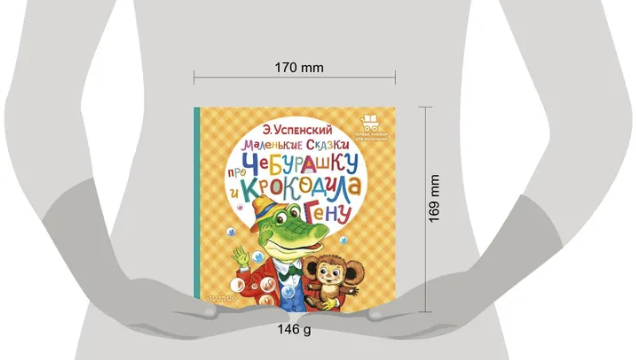 170 mm
Э. Успенский
Маленькие Сказки
про Чебурашку
и Крокодила
Гену
169 mm
146 g